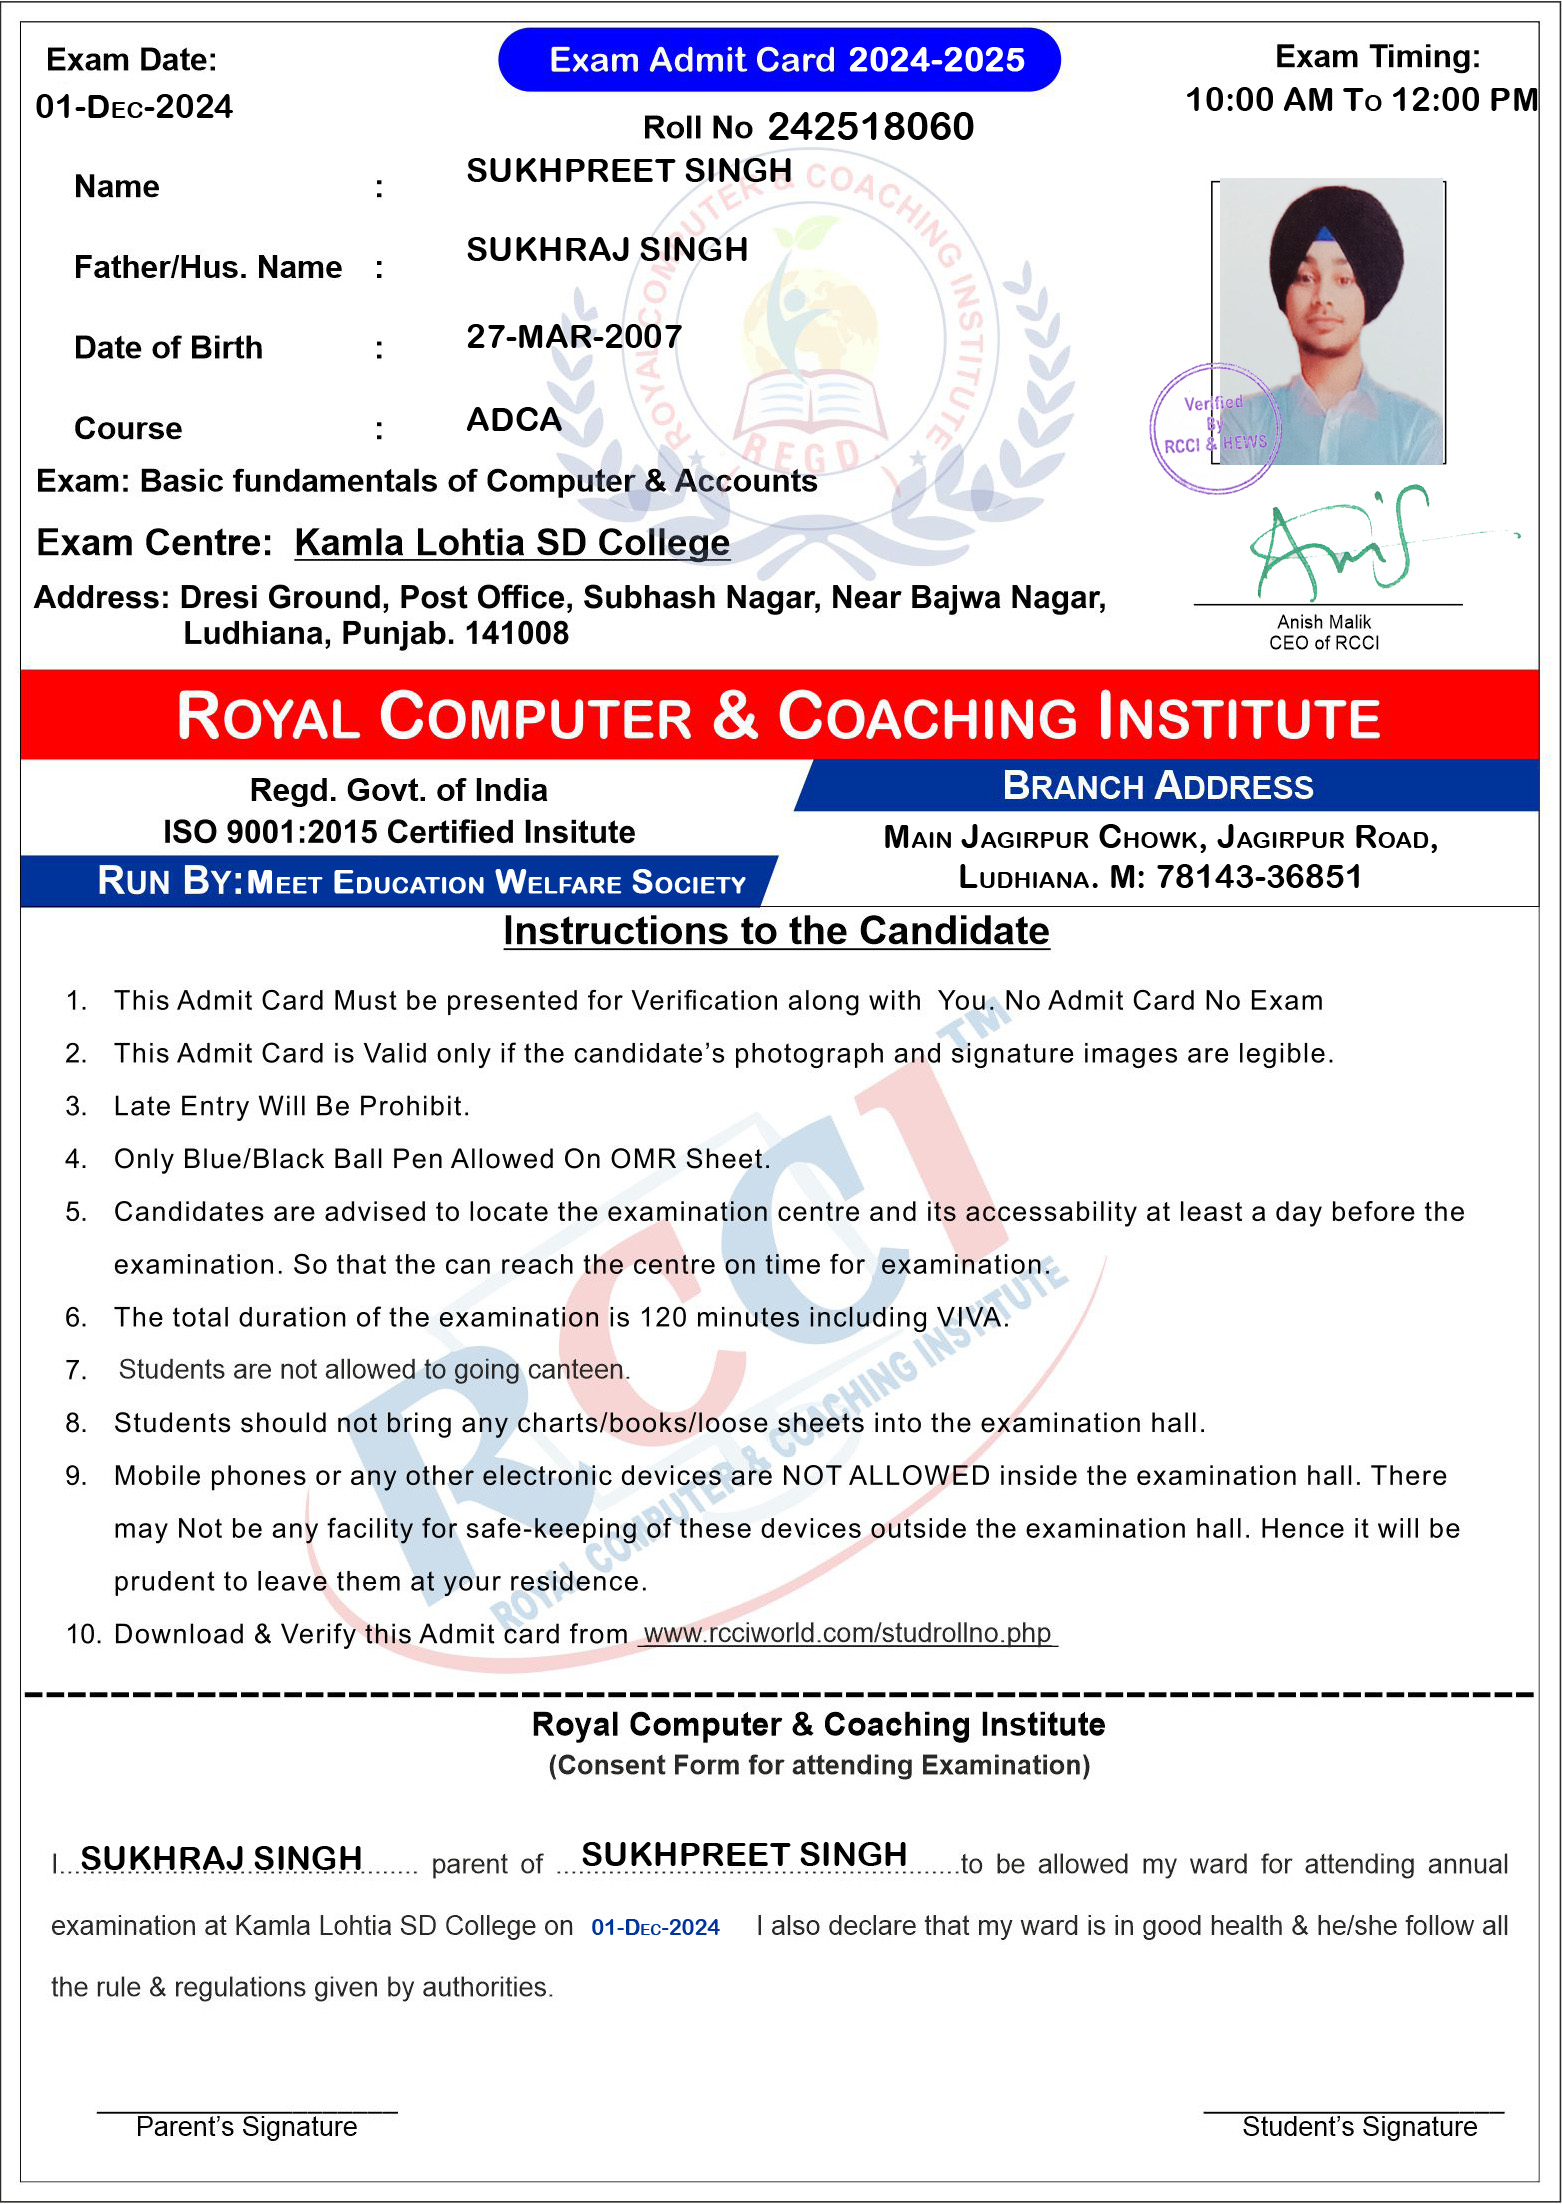 Exam Date:
01-Dec-2024
Exam Admit Card 2024-2025
Exam Timing:
10:00 AM To 12:00 PM
Roll No 242518060
Name : SUKHPREET SINGH
Father/Hus. Name : SUKHRAJ SINGH
Date of Birth : 27-MAR-2007
Course : ADCA
ROYAL COMPUTER & COACHING INSTITUTE
REGD.
Verified
By
RCCI & HEWS
Exam: Basic fundamentals of Computer & Accounts
Exam Centre: Kamla Lohtia SD College
Address: Dresi Ground, Post Office, Subhash Nagar, Near Bajwa Nagar,
Ludhiana, Punjab. 141008
Anish Malik
CEO of RCCI
Royal Computer & Coaching Institute
Regd. Govt. of India
ISO 9001:2015 Certified Insitute
Run By:Meet Education Welfare Society
Branch Address
Main Jagirpur Chowk, Jagirpur Road,
Ludhiana. M: 78143-36851
Instructions to the Candidate
1. This Admit Card Must be presented for Verification along with You. No Admit Card No Exam
2. This Admit Card is Valid only if the candidate’s photograph and signature images are legible.
3. Late Entry Will Be Prohibit.
4. Only Blue/Black Ball Pen Allowed On OMR Sheet.
5. Candidates are advised to locate the examination centre and its accessability at least a day before the
examination. So that the can reach the centre on time for examination.
6. The total duration of the examination is 120 minutes including VIVA.
7. Students are not allowed to going canteen.
8. Students should not bring any charts/books/loose sheets into the examination hall.
9. Mobile phones or any other electronic devices are NOT ALLOWED inside the examination hall. There
may Not be any facility for safe-keeping of these devices outside the examination hall. Hence it will be
prudent to leave them at your residence.
10. Download & Verify this Admit card from www.rcciworld.com/studrollno.php
RCCI TM
ROYAL COMPUTER & COACHING INSTITUTE
Royal Computer & Coaching Institute
(Consent Form for attending Examination)
I...SUKHRAJ SINGH....... parent of ...SUKHPREET SINGH.......to be allowed my ward for attending annual
examination at Kamla Lohtia SD College on 01-Dec-2024 I also declare that my ward is in good health & he/she follow all
the rule & regulations given by authorities.
Parent’s Signature
Student’s Signature